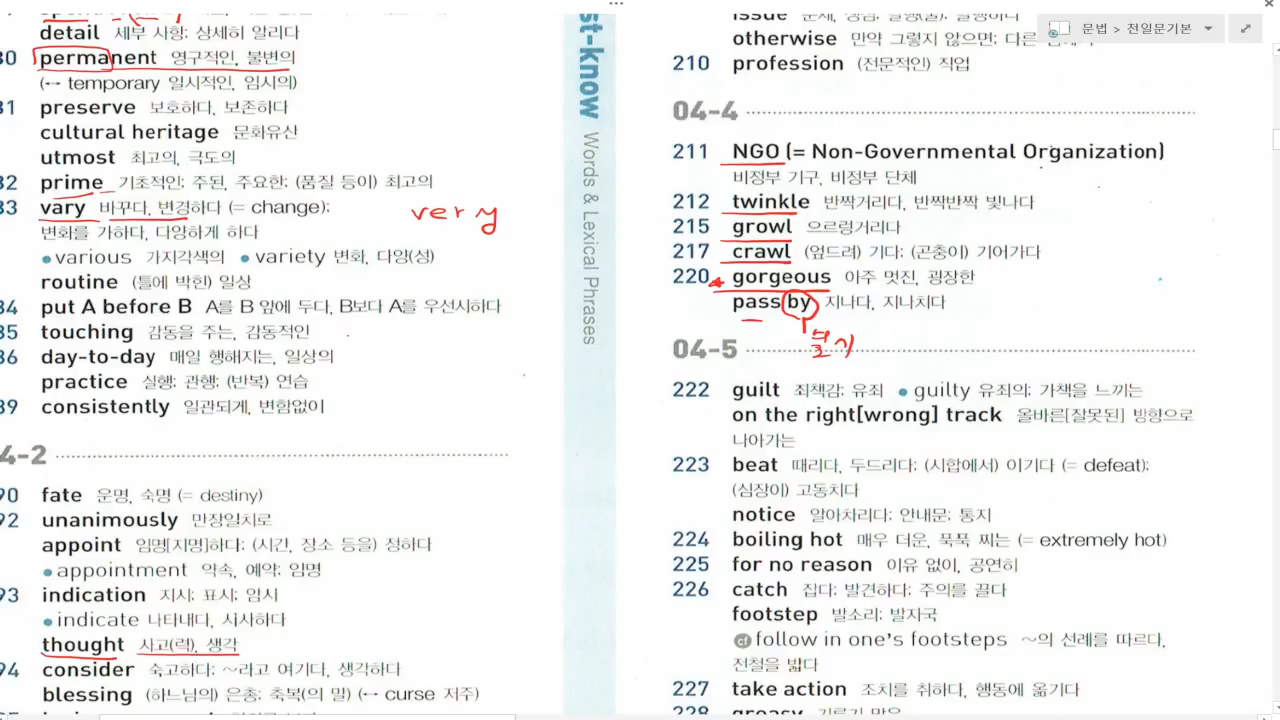 detail 세부 사항; 상세히 알리다
80 permanent 영구적인, 불변의
(↔ temporary 일시적인, 임시의)
81 preserve 보호하다, 보존하다
cultural heritage 문화유산
utmost 최고의, 극도의
82 prime 기초적인; 주된, 주요한; (품질 등이) 최고의
83 vary 바꾸다, 변경하다 (= change);
very
변화를 가하다, 다양하게 하다
● various 가지각색의 ● variety 변화, 다양(성)
routine (틀에 박힌) 일상
84 put A before B A를 B 앞에 두다, B보다 A를 우선시하다
85 touching 감동을 주는, 감동적인
86 day-to-day 매일 행해지는, 일상의
practice 실행; 관행; (반복) 연습
89 consistently 일관되게, 변함없이
4-2
90 fate 운명, 숙명 (= destiny)
92 unanimously 만장일치로
appoint 임명[지명]하다; (시간, 장소 등을) 정하다
● appointment 약속, 예약; 임명
93 indication 지시; 표시; 암시
● indicate 나타내다, 시사하다
thought 사고(력), 생각
94 consider 숙고하다; ~라고 여기다, 생각하다
blessing (하느님의) 은총; 축복(의 말) (↔ curse 저주)
st-know Words & Lexical Phrases
문법 > 천일문기본
otherwise 만약 그렇지 않으면; 다른
210 profession (전문적인) 직업
04-4
211 NGO (= Non-Governmental Organization)
비정부 기구, 비정부 단체
212 twinkle 반짝거리다, 반짝반짝 빛나다
215 growl 으르렁거리다
217 crawl (엎드려) 기다; (곤충이) 기어가다
220 gorgeous 아주 멋진, 굉장한
pass by 지나다, 지나치다
04-5
222 guilt 죄책감; 유죄 ● guilty 유죄의; 가책을 느끼는
on the right[wrong] track 올바른[잘못된] 방향으로
나아가는
223 beat 때리다, 두드리다; (시합에서) 이기다 (= defeat);
(심장이) 고동치다
notice 알아차리다; 안내문; 통지
224 boiling hot 매우 더운, 푹푹 찌는 (= extremely hot)
225 for no reason 이유 없이, 공연히
226 catch 잡다; 발견하다; 주의를 끌다
footstep 발소리; 발자국
cf follow in one's footsteps ~의 선례를 따르다,
전철을 밟다
227 take action 조치를 취하다, 행동에 옮기다